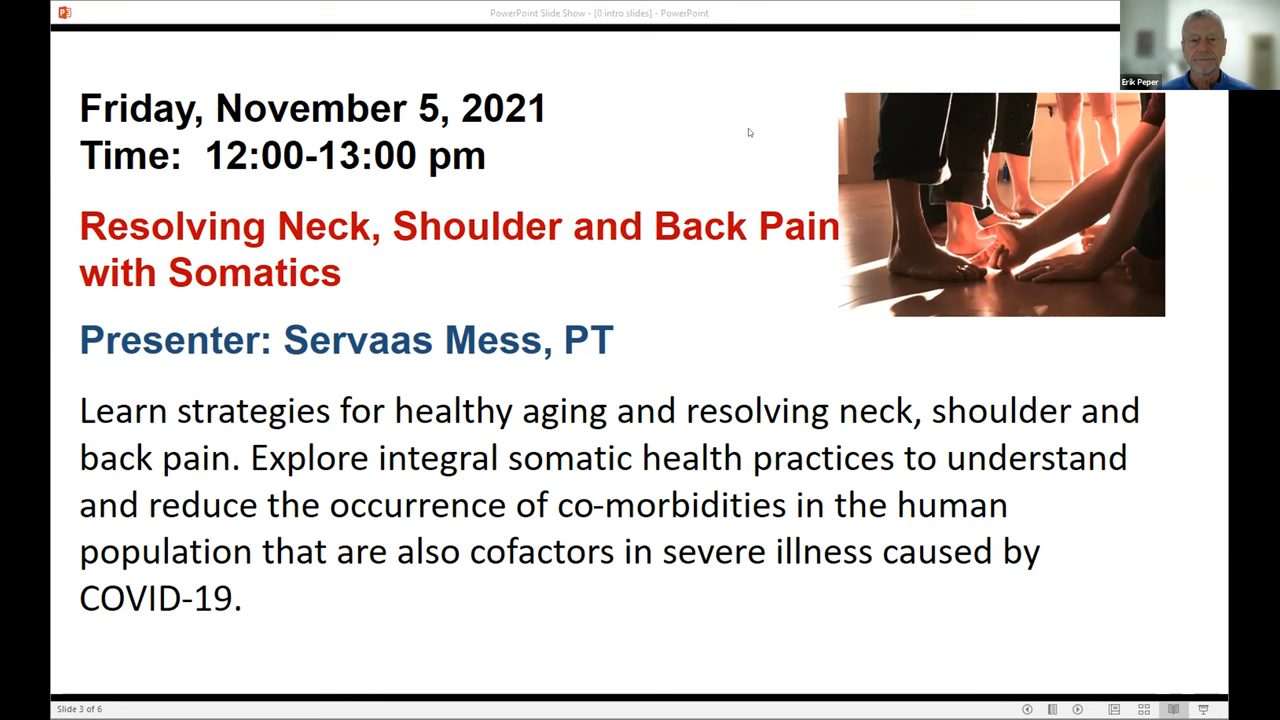 PowerPoint Slide Show - [0 intro slides] - PowerPoint
Erik Peper
Friday, November 5, 2021
Time: 12:00-13:00 pm
Resolving Neck, Shoulder and Back Pain
with Somatics
Presenter: Servaas Mess, PT
Learn strategies for healthy aging and resolving neck, shoulder and
back pain. Explore integral somatic health practices to understand
and reduce the occurrence of co-morbidities in the human
population that are also cofactors in severe illness caused by
COVID-19.
Slide 3 of 6